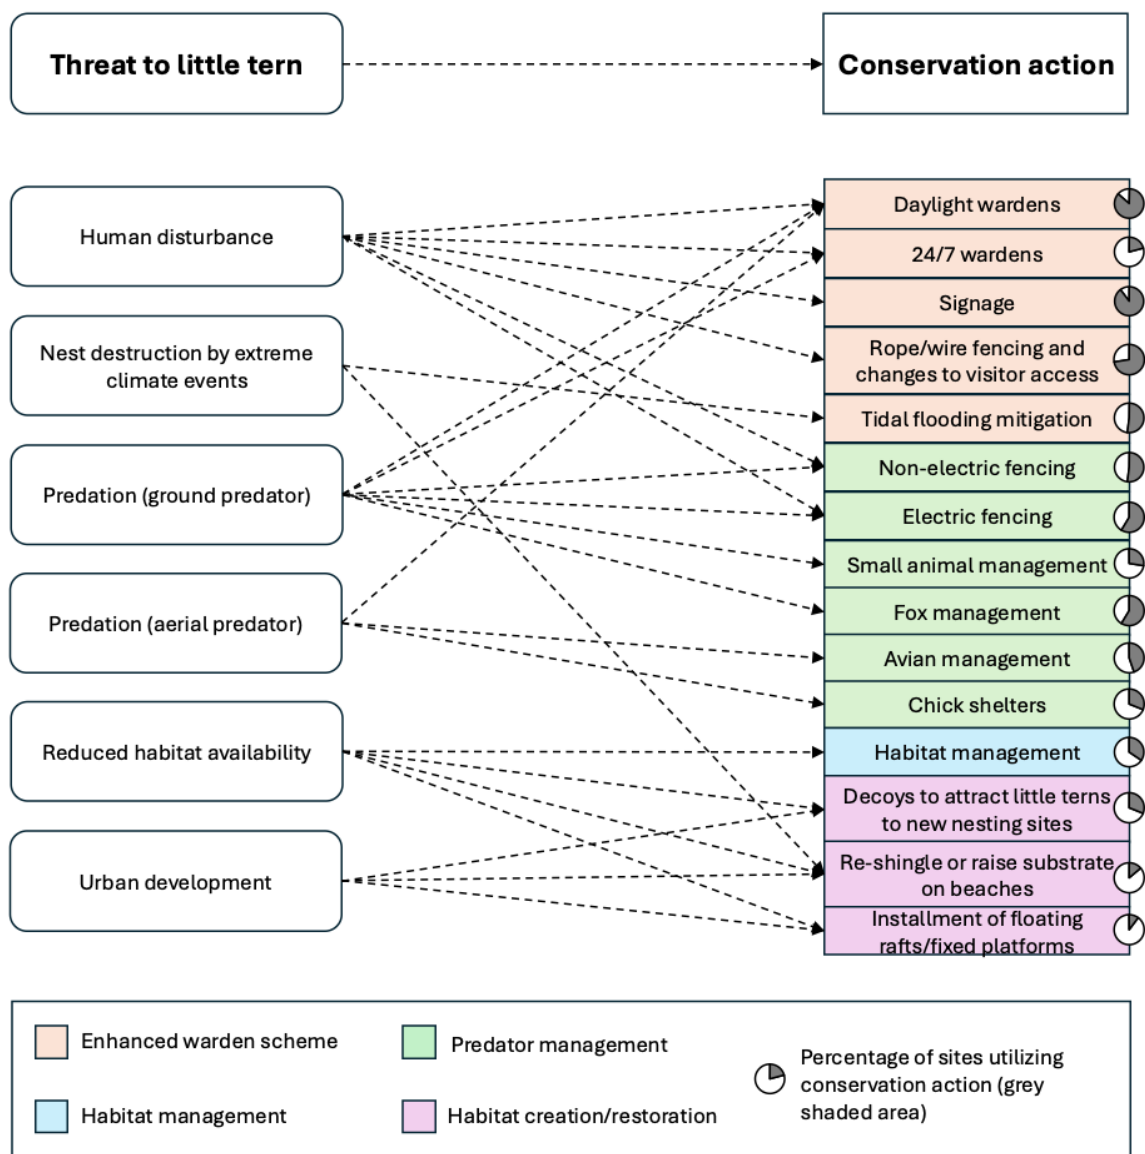 Threat to little tern
Conservation action
Human disturbance
Nest destruction by extreme
climate events
Predation (ground predator)
Predation (aerial predator)
Reduced habitat availability
Urban development
Daylight wardens
24/7 wardens
Signage
Rope/wire fencing and
changes to visitor access
Tidal flooding mitigation
Non-electric fencing
Electric fencing
Small animal management
Fox management
Avian management
Chick shelters
Habitat management
Decoys to attract little terns
to new nesting sites
Re-shingle or raise substrate
on beaches
Installment of floating
rafts/fixed platforms
Enhanced warden scheme
Predator management
Habitat management
Habitat creation/restoration
Percentage of sites utilizing
conservation action (grey
shaded area)